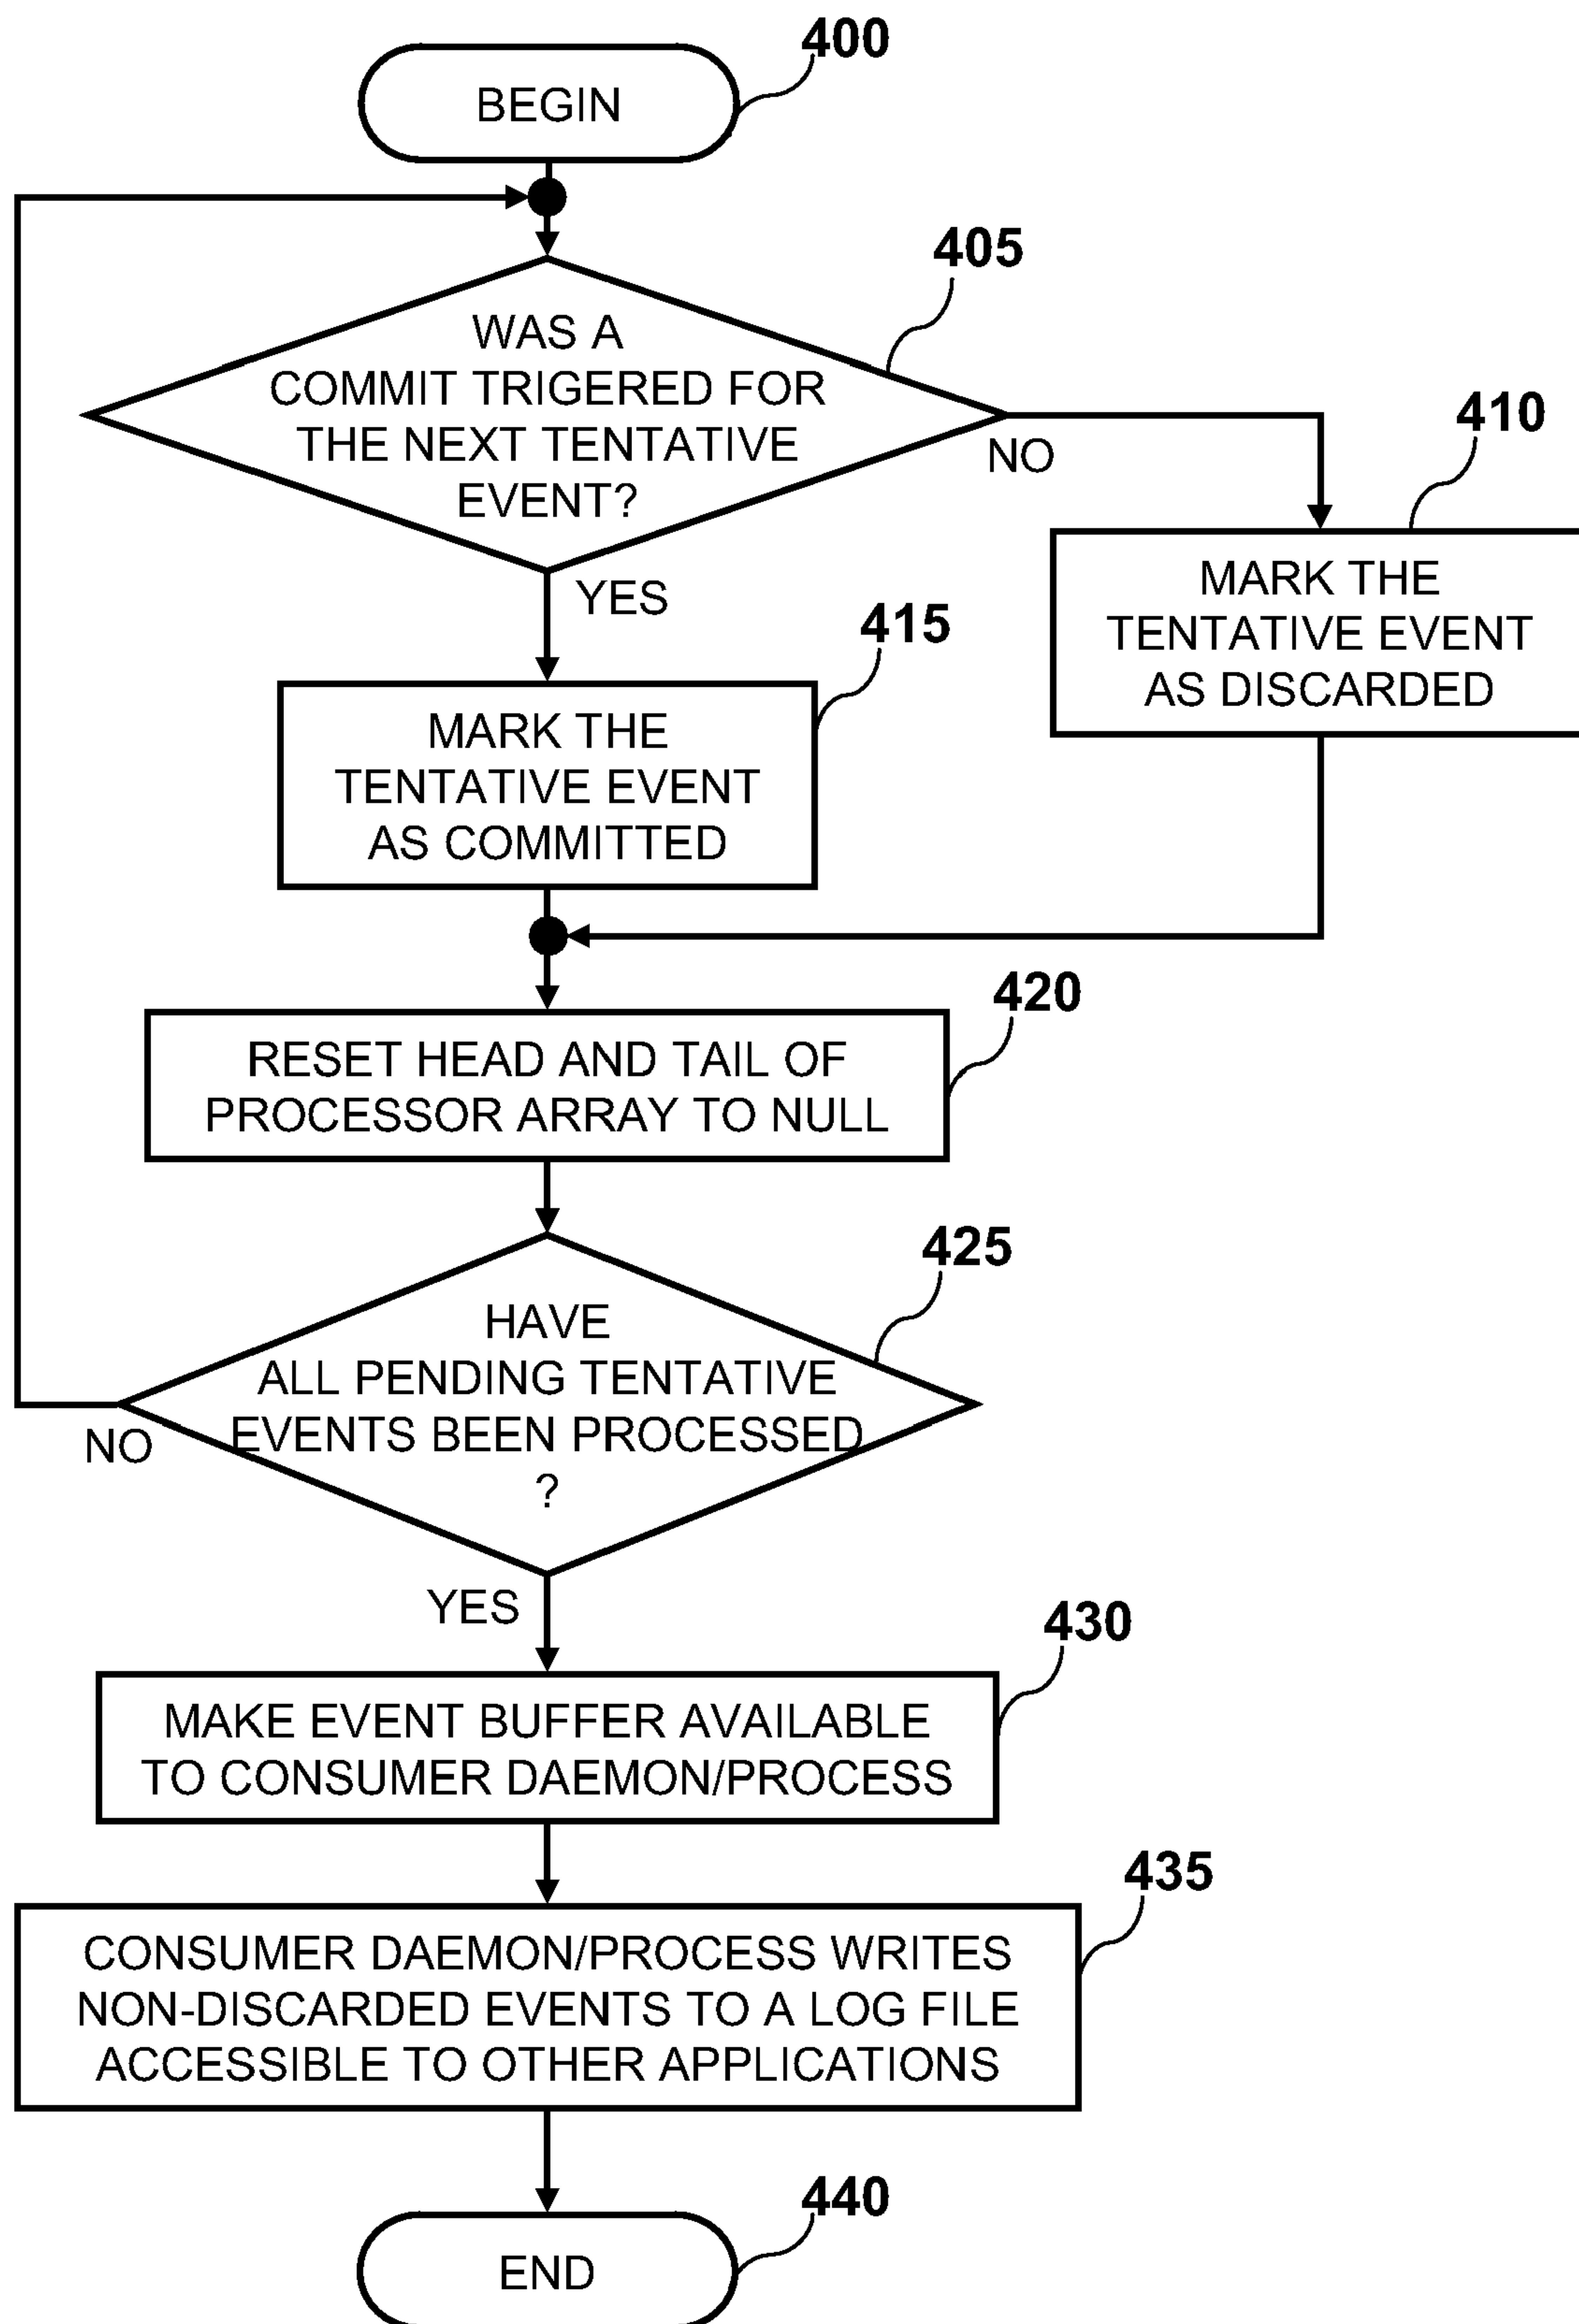 400
BEGIN
405
WAS A
COMMIT TRIGERED FOR
THE NEXT TENTATIVE
EVENT?
NO
410
MARK THE
TENTATIVE EVENT
AS DISCARDED
YES
415
MARK THE
TENTATIVE EVENT
AS COMMITTED
420
RESET HEAD AND TAIL OF
PROCESSOR ARRAY TO NULL
425
HAVE
ALL PENDING TENTATIVE
EVENTS BEEN PROCESSED
?
NO
YES
430
MAKE EVENT BUFFER AVAILABLE
TO CONSUMER DAEMON/PROCESS
435
CONSUMER DAEMON/PROCESS WRITES
NON-DISCARDED EVENTS TO A LOG FILE
ACCESSIBLE TO OTHER APPLICATIONS
440
END